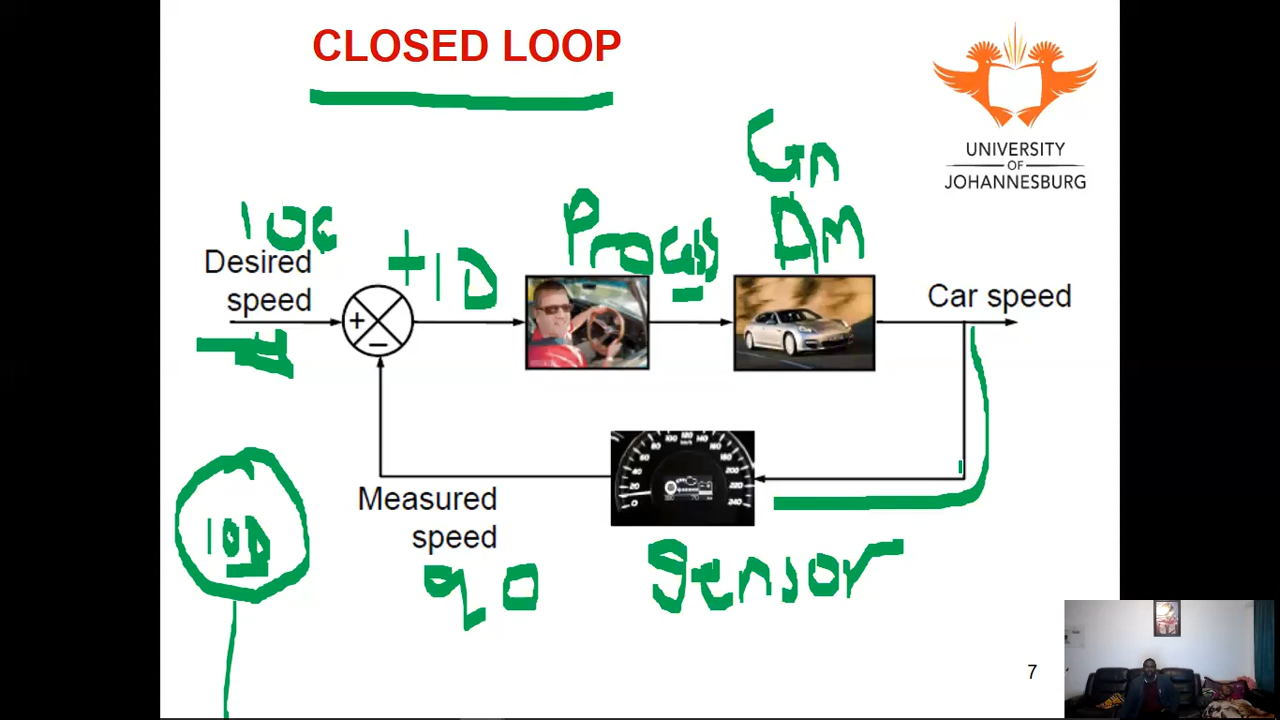 CLOSED LOOP
UNIVERSITY
OF
JOHANNESBURG
Gn
Process
100
+10
Desired
speed
+
−
Car speed
100
Measured
speed
90
Sensor
7